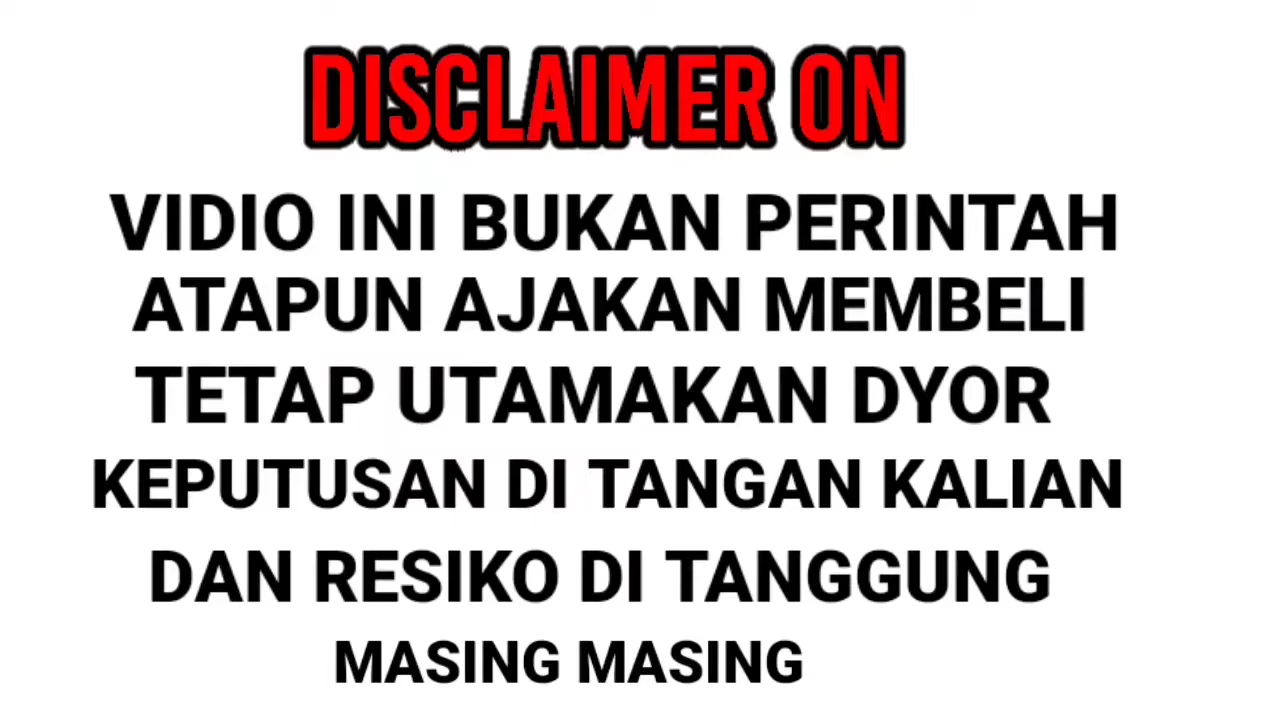 DISCLAIMER ON
VIDIO INI BUKAN PERINTAH
ATAPUN AJAKAN MEMBELI
TETAP UTAMAKAN DYOR
KEPUTUSAN DI TANGAN KALIAN
DAN RESIKO DI TANGGUNG
MASING MASING